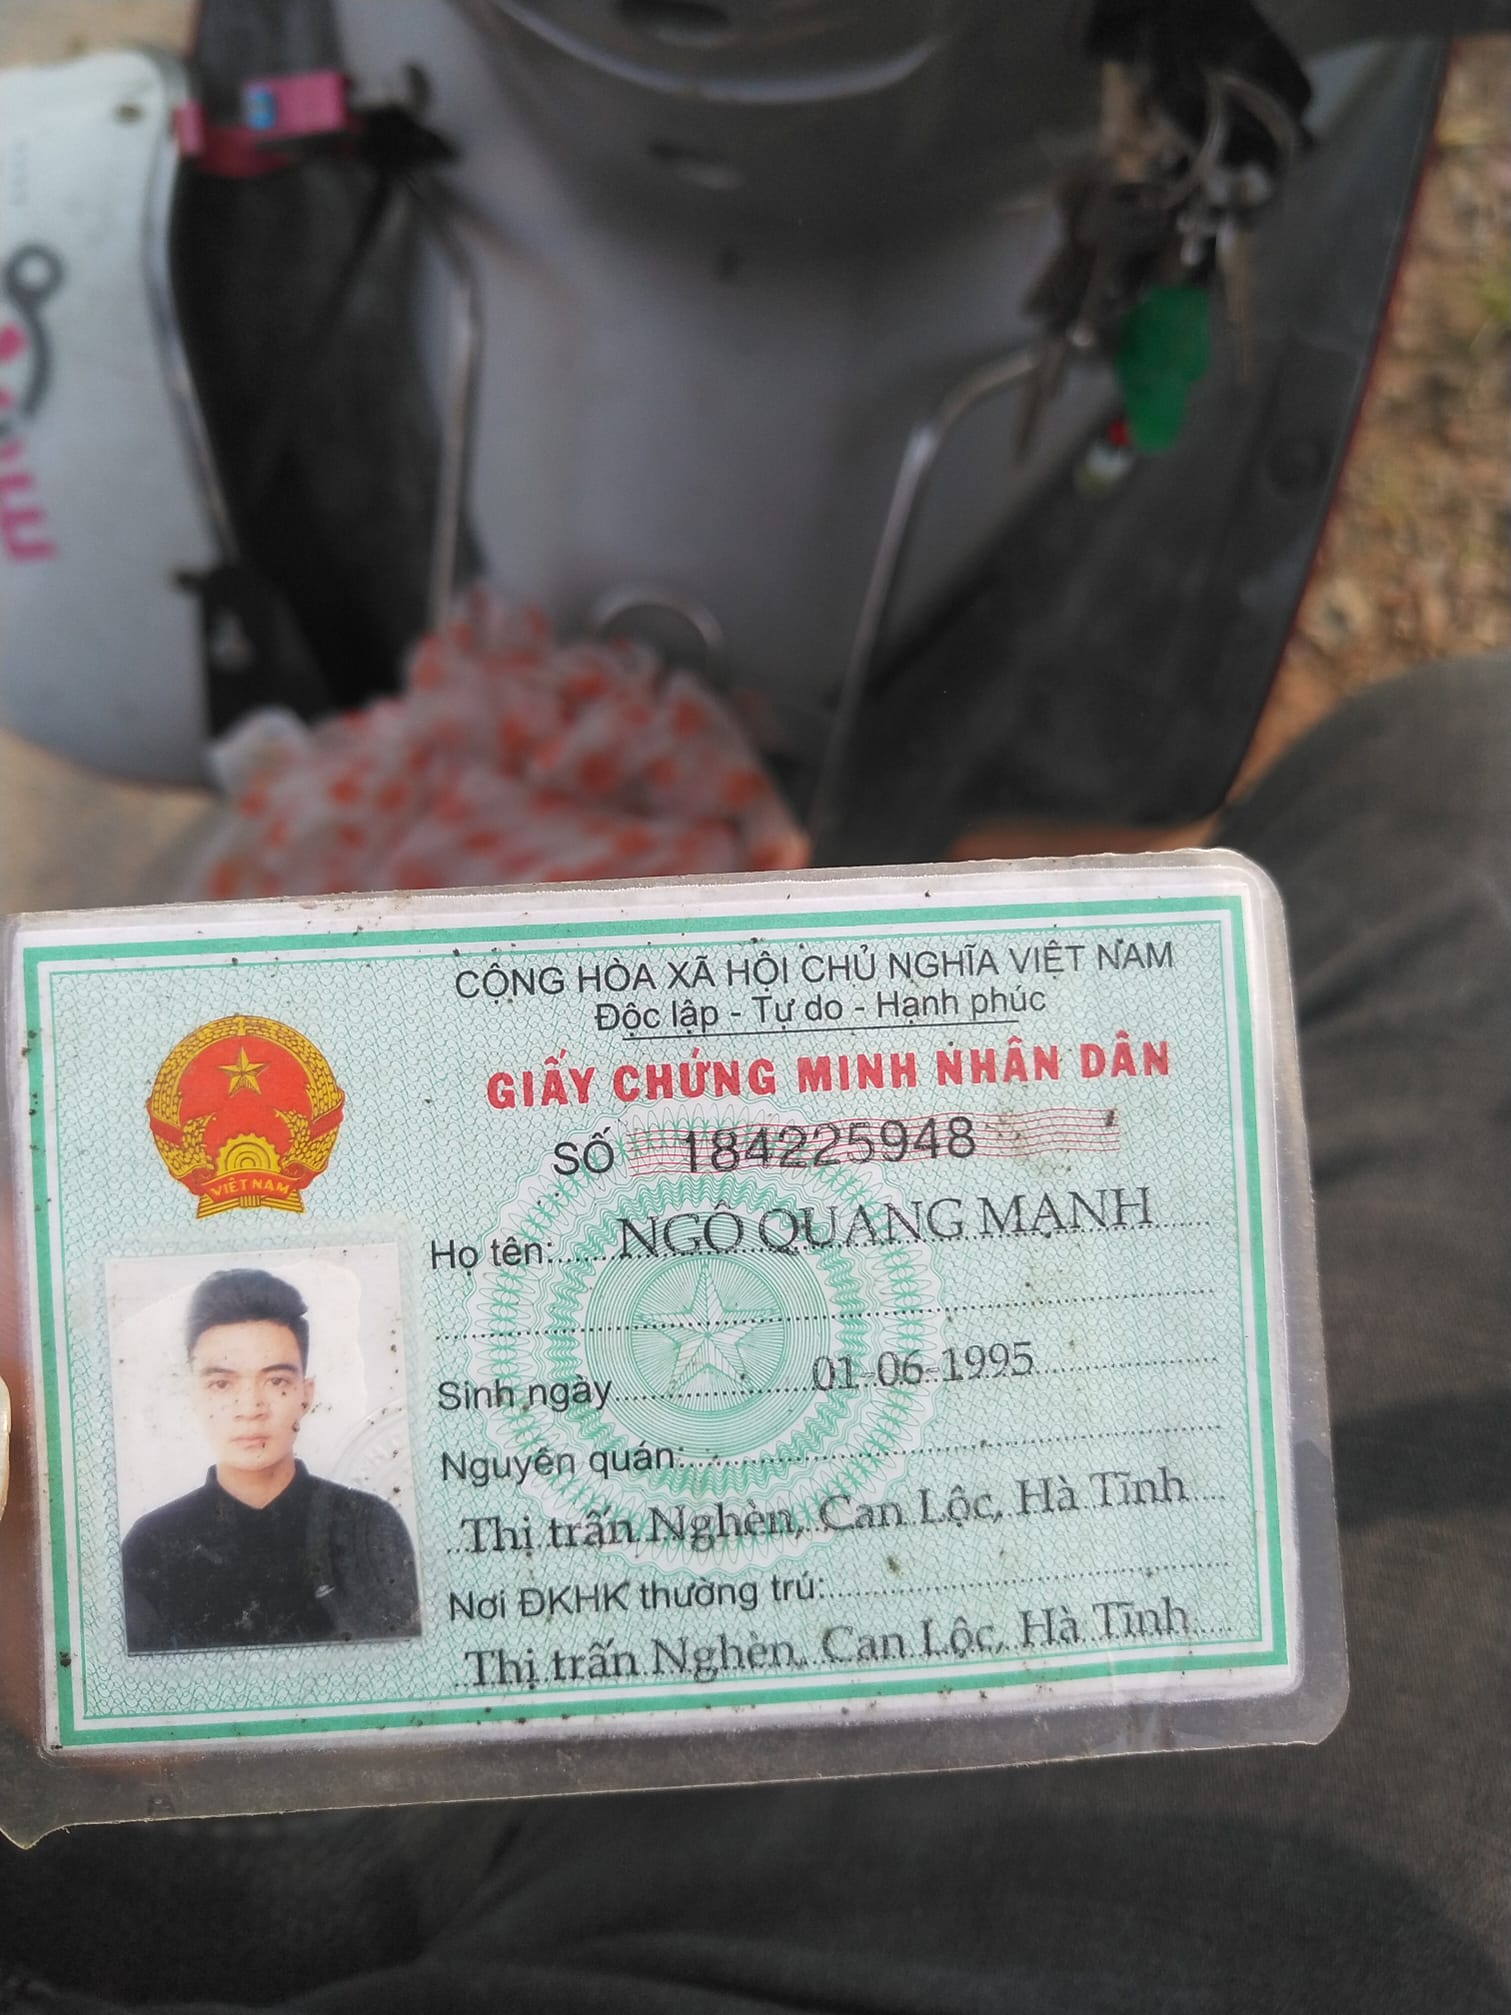 CỘNG HÒA XÃ HỘI CHỦ NGHĨA VIỆT NAM
Độc lập - Tự do - Hạnh phúc
GIẤY CHỨNG MINH NHÂN DÂN
SỐ 184225948
VIỆT NAM
Họ tên: NGÔ QUANG MẠNH
Sinh ngày 01-06-1995
Nguyên quán:
Thị trấn Nghèn, Can Lộc, Hà Tĩnh
Nơi ĐKHK thường trú:
Thị trấn Nghèn, Can Lộc, Hà Tĩnh